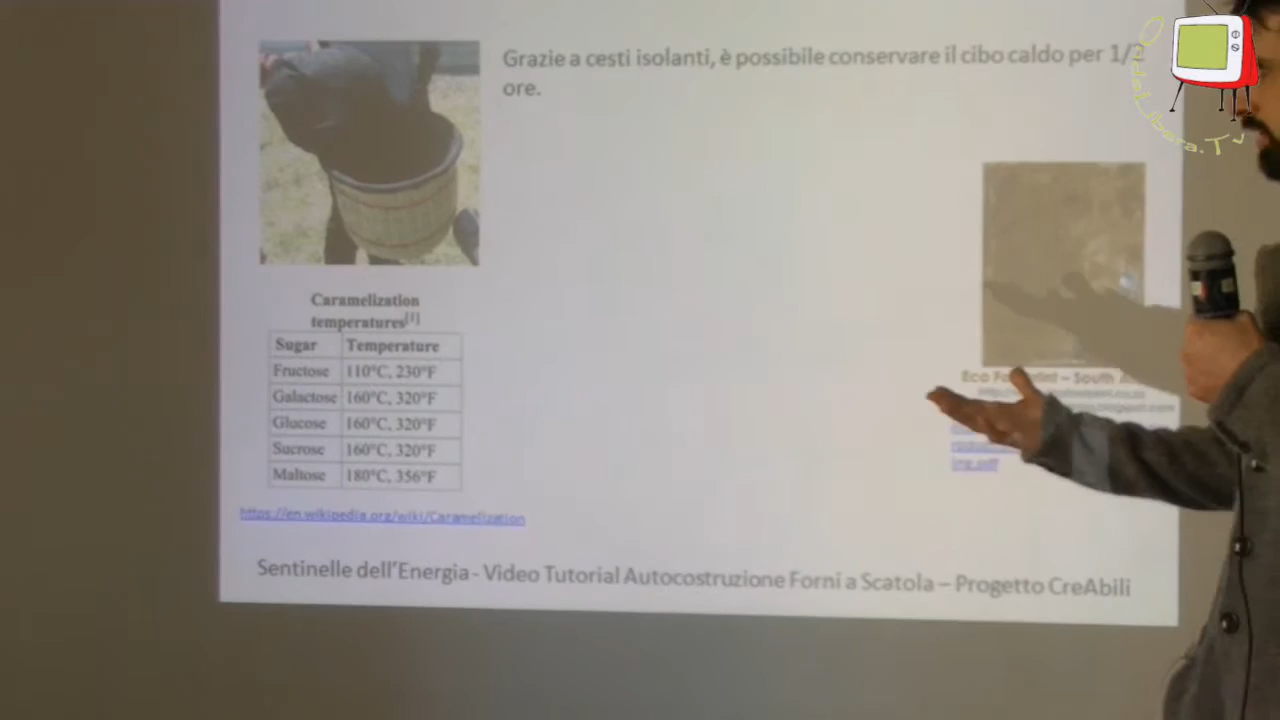 Grazie a cesti isolanti, è possibile conservare il cibo caldo per 1/2
ore.
Caramelization
temperatures[1]
Sugar Temperature
Fructose 110°C, 230°F
Galactose 160°C, 320°F
Glucose 160°C, 320°F
Sucrose 160°C, 320°F
Maltose 180°C, 356°F
https://en.wikipedia.org/wiki/Caramelization
Eco – South
Sentinelle dell'Energia - Video Tutorial Autocostruzione Forni a Scatola – Progetto CreAbili